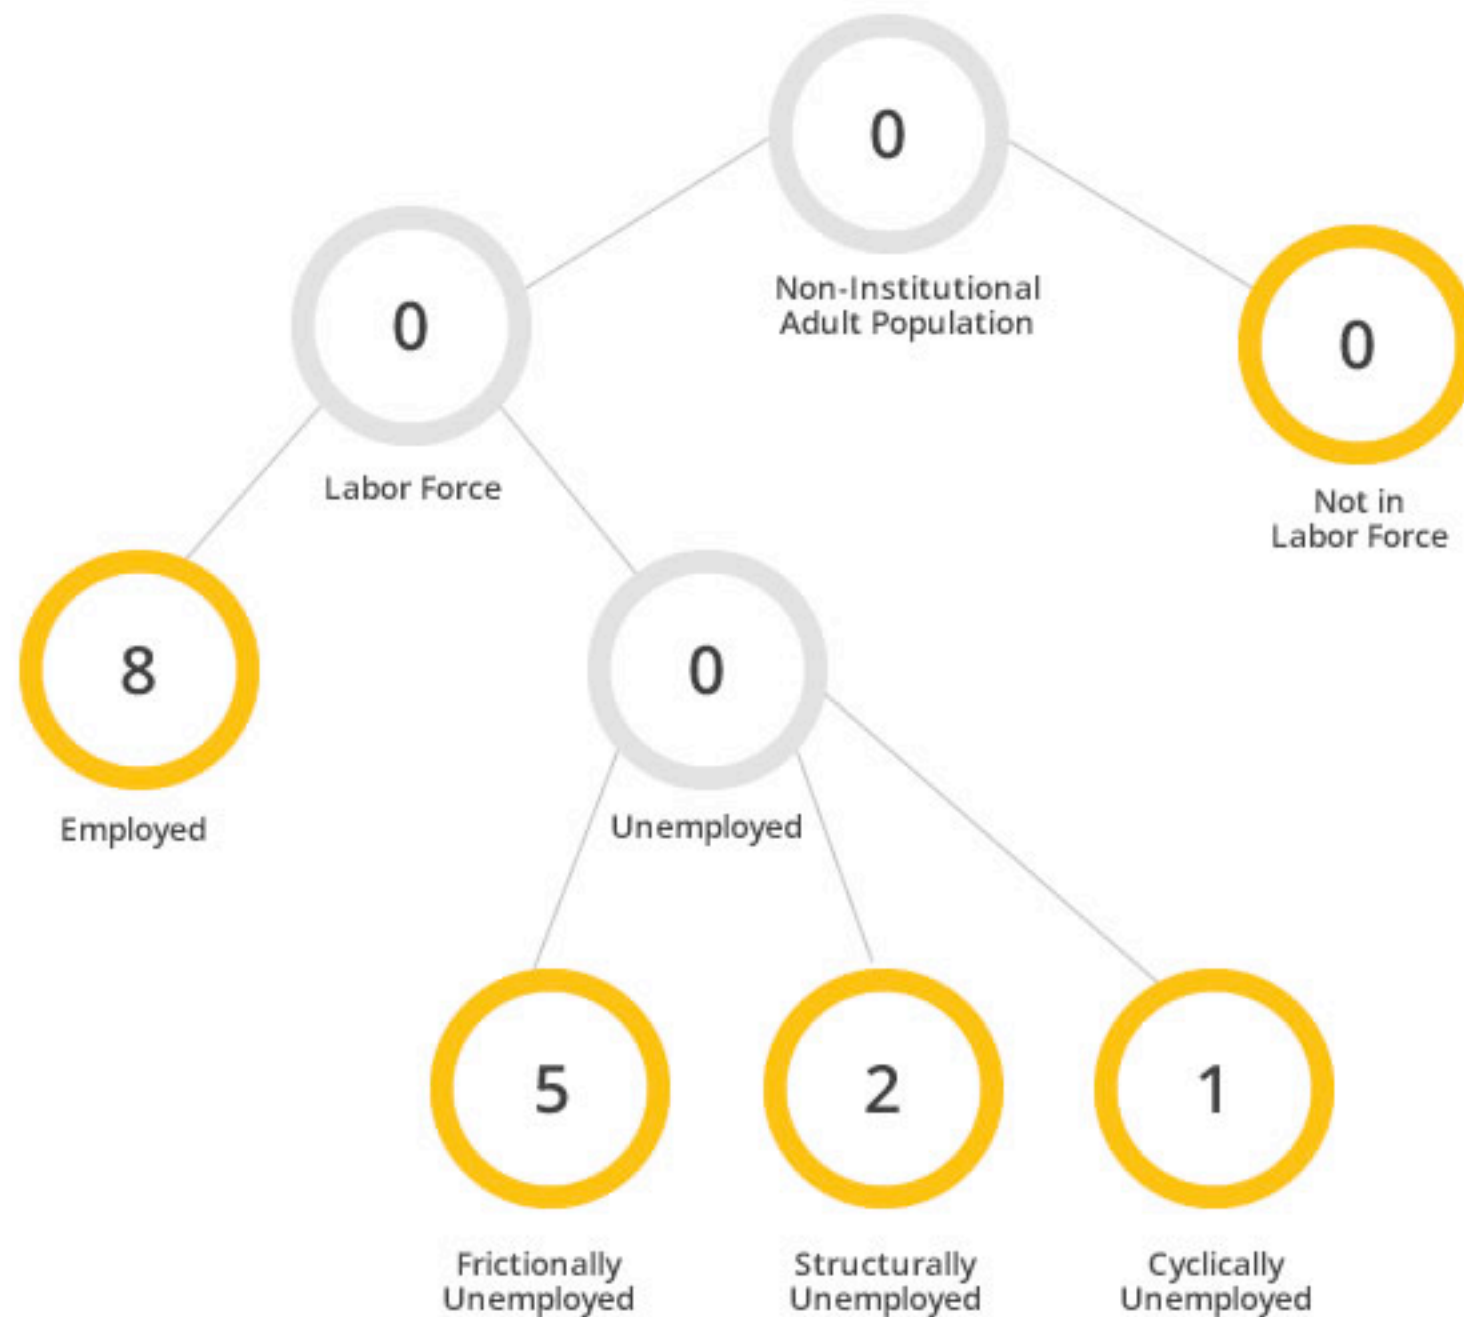 0
Non-Institutional
Adult Population
0
Labor Force
0
Not in
Labor Force
8
Employed
0
Unemployed
5
Frictionally
Unemployed
2
Structurally
Unemployed
1
Cyclically
Unemployed